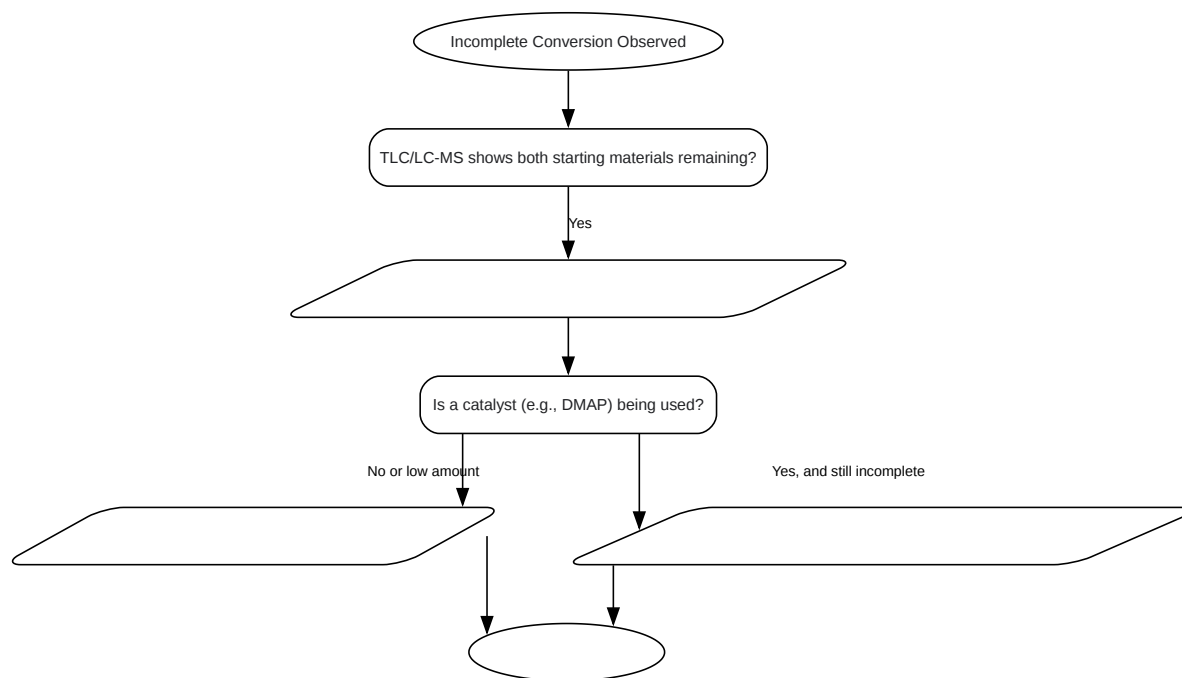 Incomplete Conversion Observed
TLC/LC-MS shows both starting materials remaining?
Yes
Is a catalyst (e.g., DMAP) being used?
No or low amount
Yes, and still incomplete